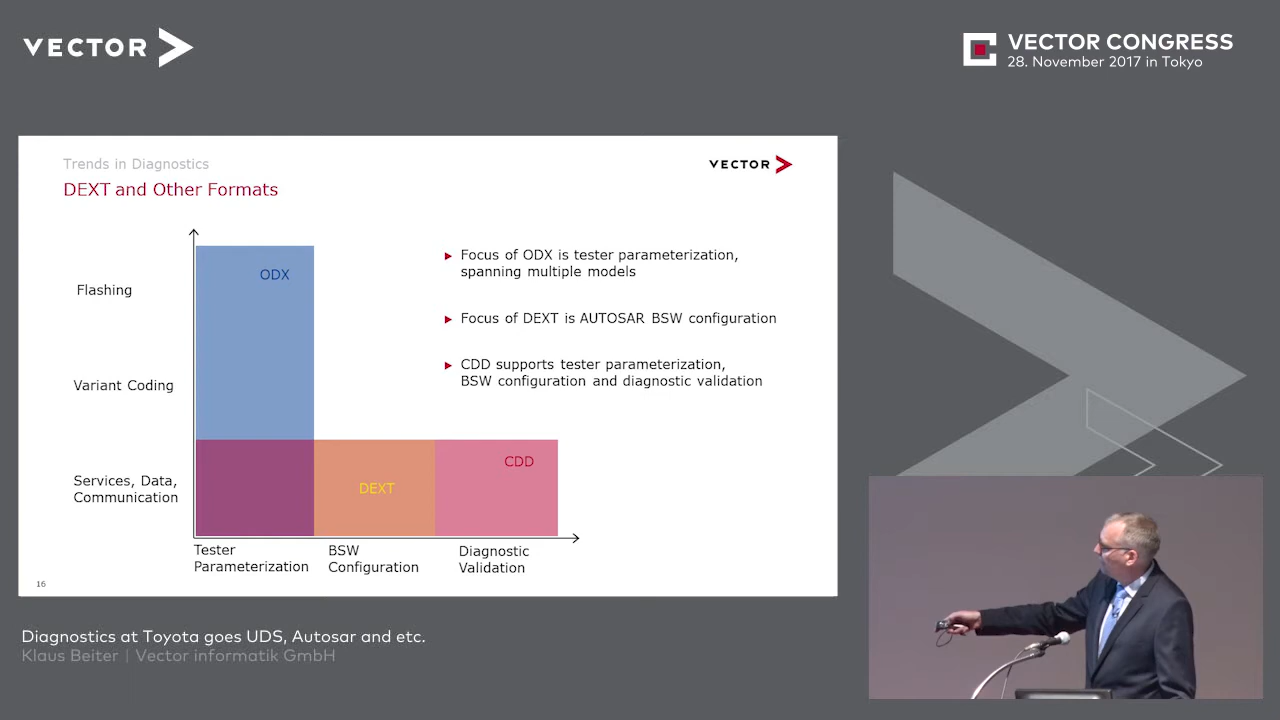 VECTOR
VECTOR CONGRESS
28. November 2017 in Tokyo
Trends in Diagnostics
VECTOR
DEXT and Other Formats
ODX
Flashing
Variant Coding
Services, Data,
Communication
CDD
DEXT
Tester
Parameterization
BSW
Configuration
Diagnostic
Validation
▶ Focus of ODX is tester parameterization,
spanning multiple models
▶ Focus of DEXT is AUTOSAR BSW configuration
▶ CDD supports tester parameterization,
BSW configuration and diagnostic validation
16
Diagnostics at Toyota goes UDS, Autosar and etc.
Klaus Beiter | Vector informatik GmbH